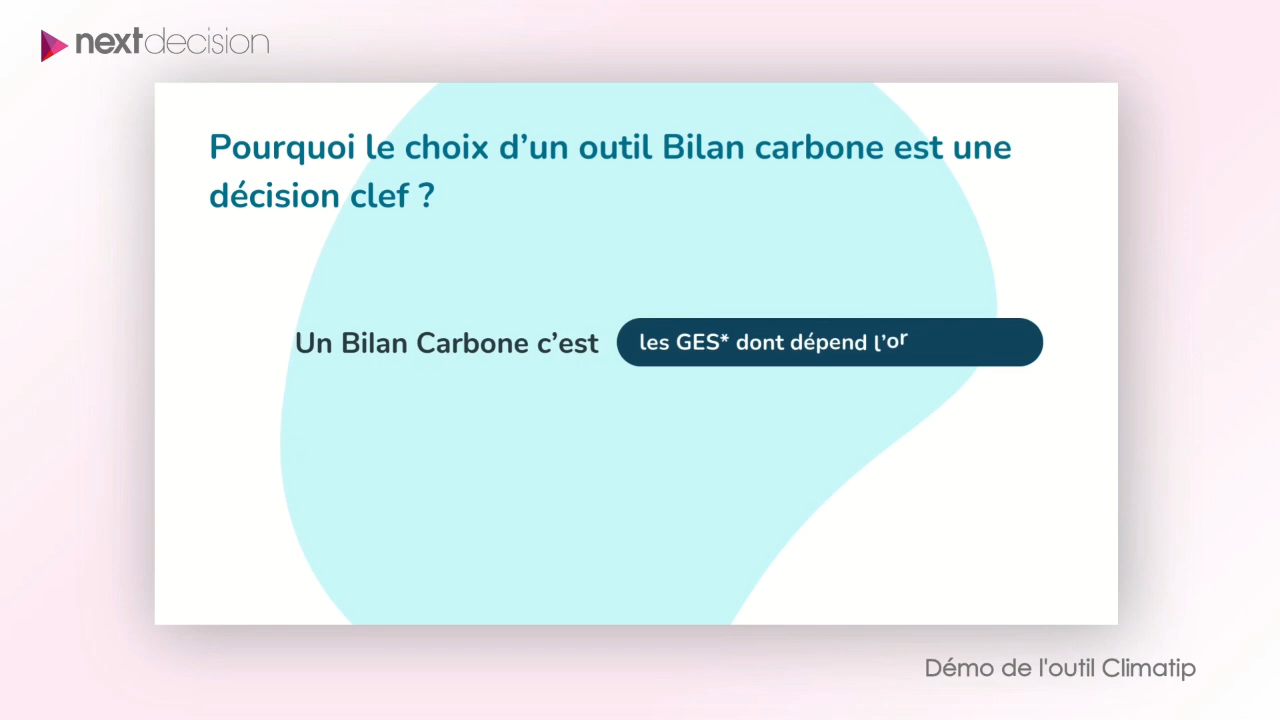 nextdecision
Pourquoi le choix d’un outil Bilan carbone est une
décision clef ?
Un Bilan Carbone c’est les GES* dont dépend l’or
Démo de l'outil Climatip